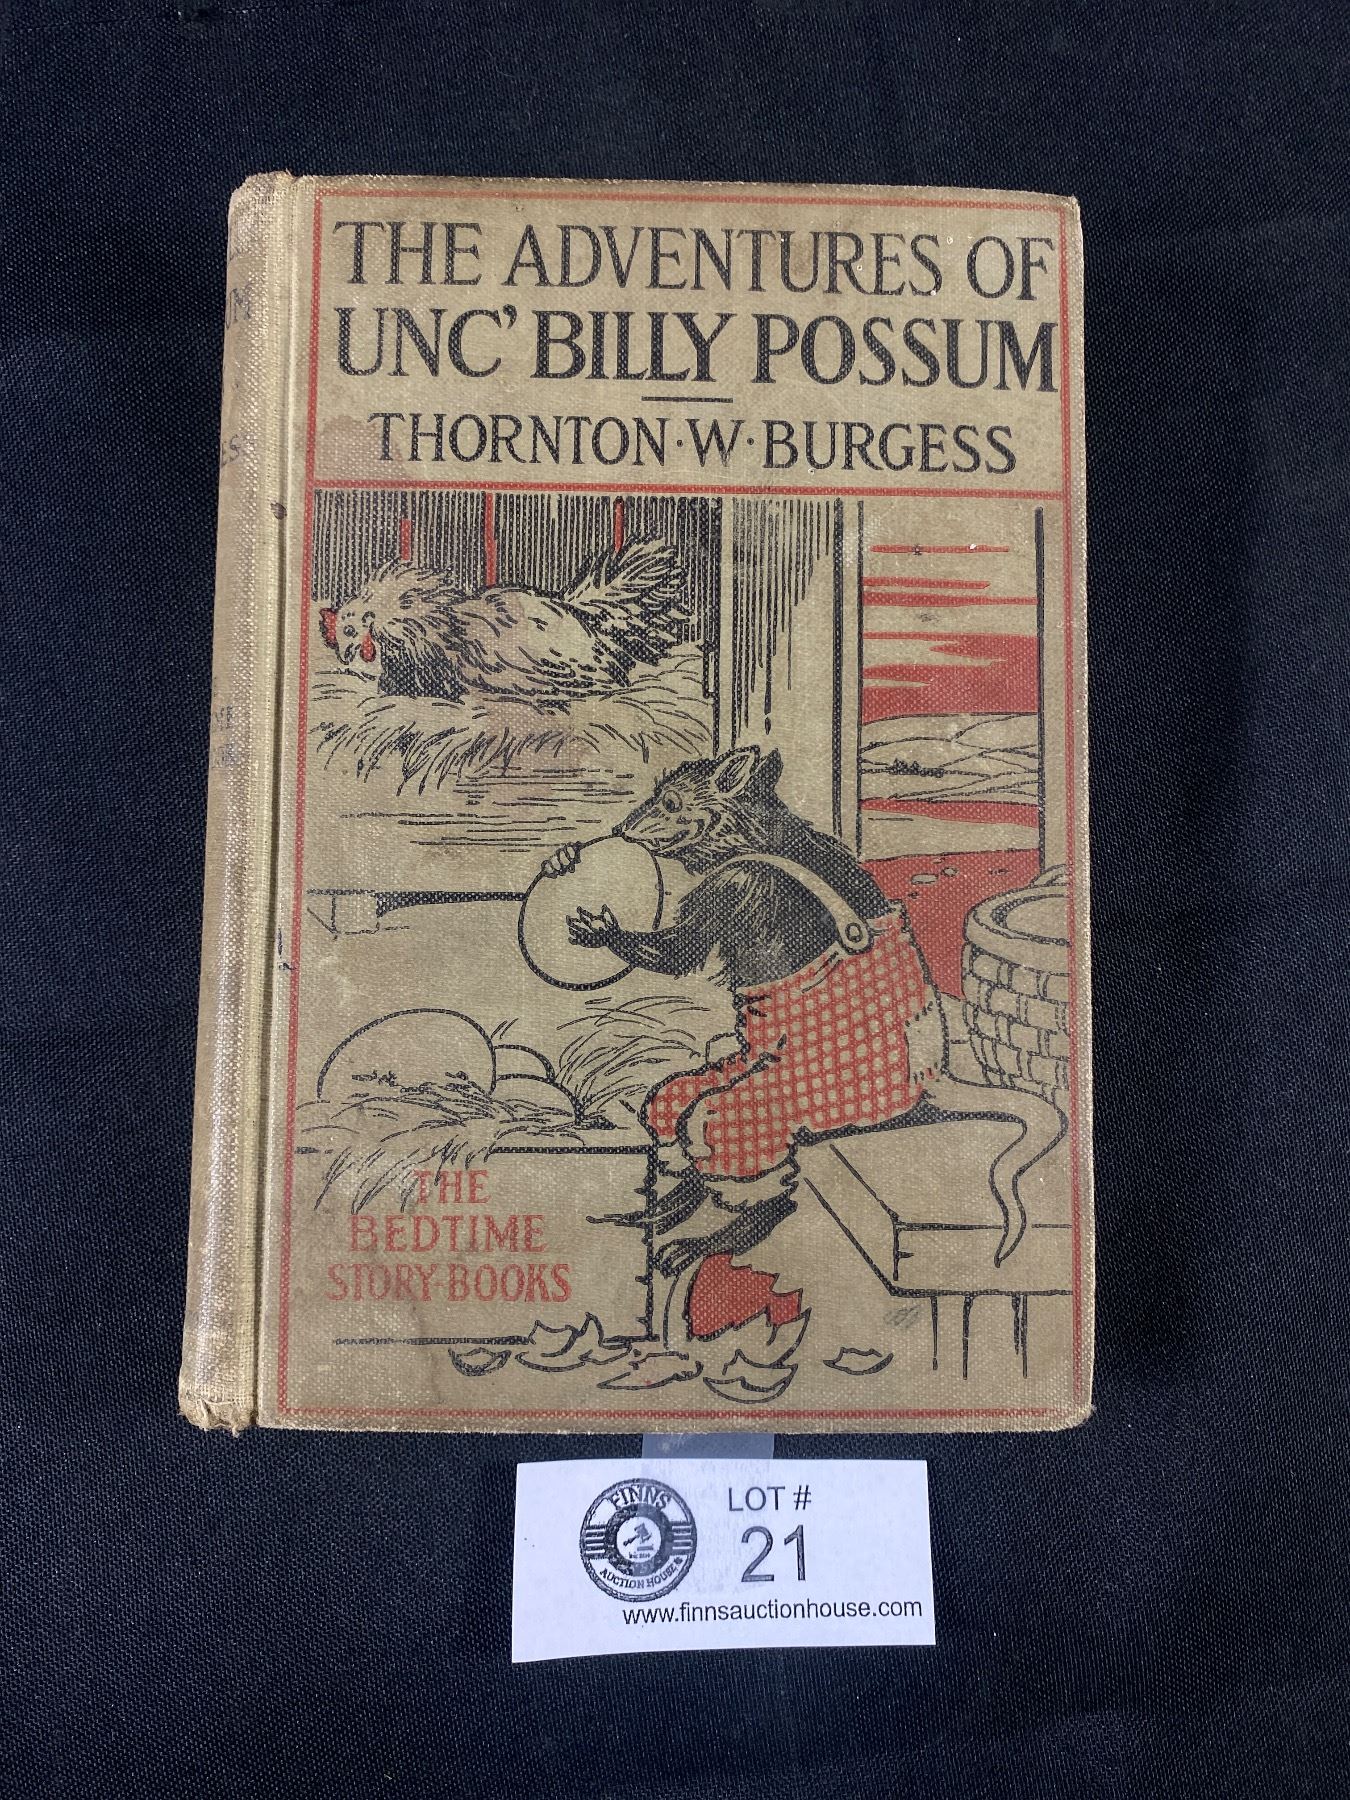 THE ADVENTURES OF
UNC' BILLY POSSUM
THORNTON·W·BURGESS
THE
BEDTIME
STORY-BOOKS
FINNS
AUCTION HOUSE
LOT #
21
www.finnsauctionhouse.com